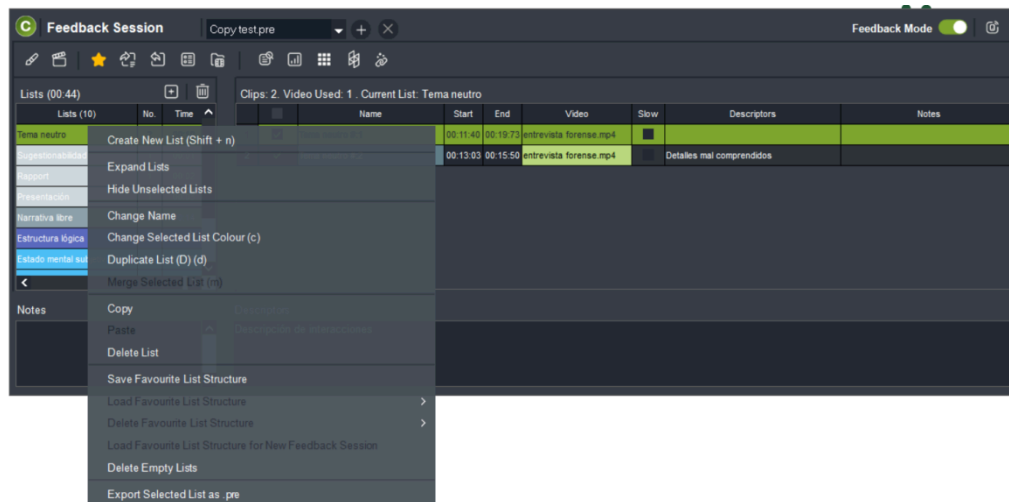 Feedback Session
Copy test.pre
Feedback Mode
Lists (00:44)
Clips: 2. Video Used: 1 . Current List: Tema neutro
Lists (10) No. Time Name Start End Video Slow Descriptors Notes
Tema neutro 00:11:40 00:19:73 entrevista forense.mp4
Sugestionabilidad 00:13:03 00:15:50 entrevista forense.mp4 Detalles mal comprendidos
Rapport
Presentación
Narrativa libre
Estructura lógica
Estado mental
Notes
Create New List (Shift + n)
Expand Lists
Hide Unselected Lists
Change Name
Change Selected List Colour (c)
Duplicate List (D) (d)
Merge Selected List (m)
Copy
Paste
Delete List
Save Favourite List Structure
Load Favourite List Structure
Delete Favourite List Structure
Load Favourite List Structure for New Feedback Session
Delete Empty Lists
Export Selected List as .pre